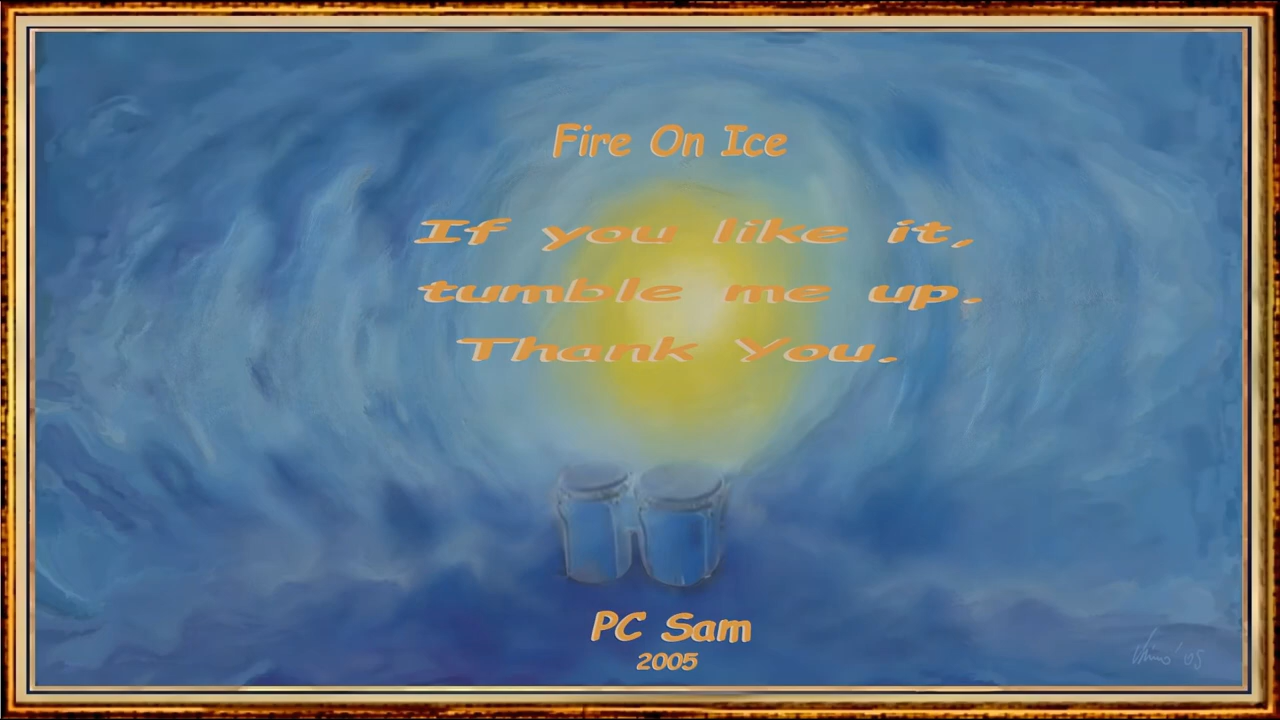 Fire On Ice
If you like it,
tumble me up.
Thank You.
PC Sam
2005